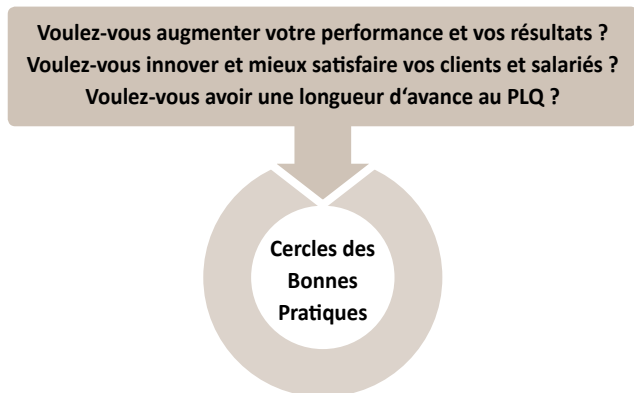 Voulez-vous augmenter votre performance et vos résultats ?
Voulez-vous innover et mieux satisfaire vos clients et salariés ?
Voulez-vous avoir une longueur d‘avance au PLQ ?
Cercles des
Bonnes
Pratiques